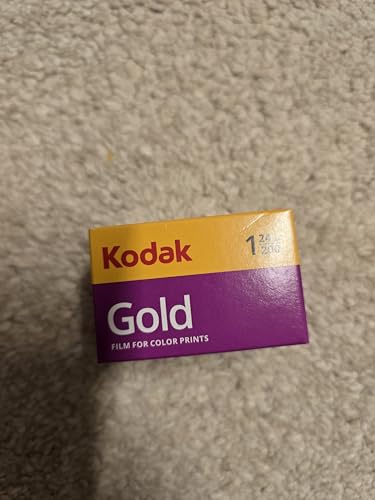 Kodak
1 24
200
Gold
FILM FOR COLOR PRINTS